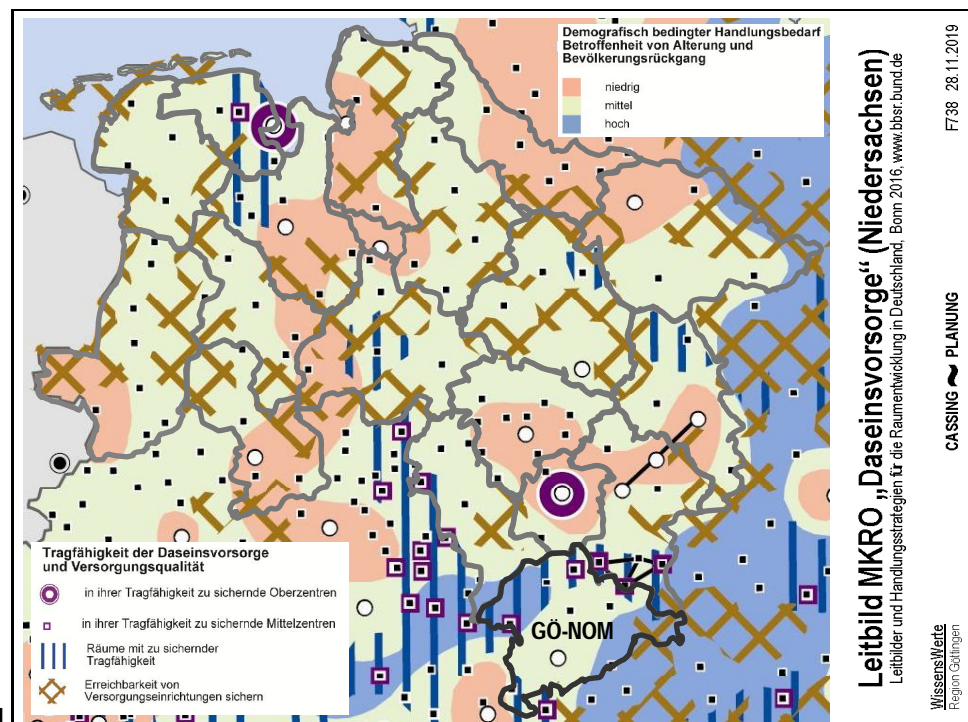 Demografisch bedingter Handlungsbedarf
Betroffenheit von Alterung und
Bevölkerungsrückgang
niedrig
mittel
hoch
Tragfähigkeit der Daseinsvorsorge
und Versorgungsqualität
in ihrer Tragfähigkeit zu sichernde Oberzentren
in ihrer Tragfähigkeit zu sichernde Mittelzentren
Räume mit zu sichernder
Tragfähigkeit
Erreichbarkeit von
Versorgungseinrichtungen sichern
GÖ-NOM
Leitbild MKRO „Daseinsvorsorge“ (Niedersachsen)
Leitbilder und Handlungsstrategien für die Raumentwicklung in Deutschland, Bonn 2016, www.bbsr.bund.de
WissensWerte
Region Göttingen
CASSING ~ PLANUNG
F738 28.11.2019